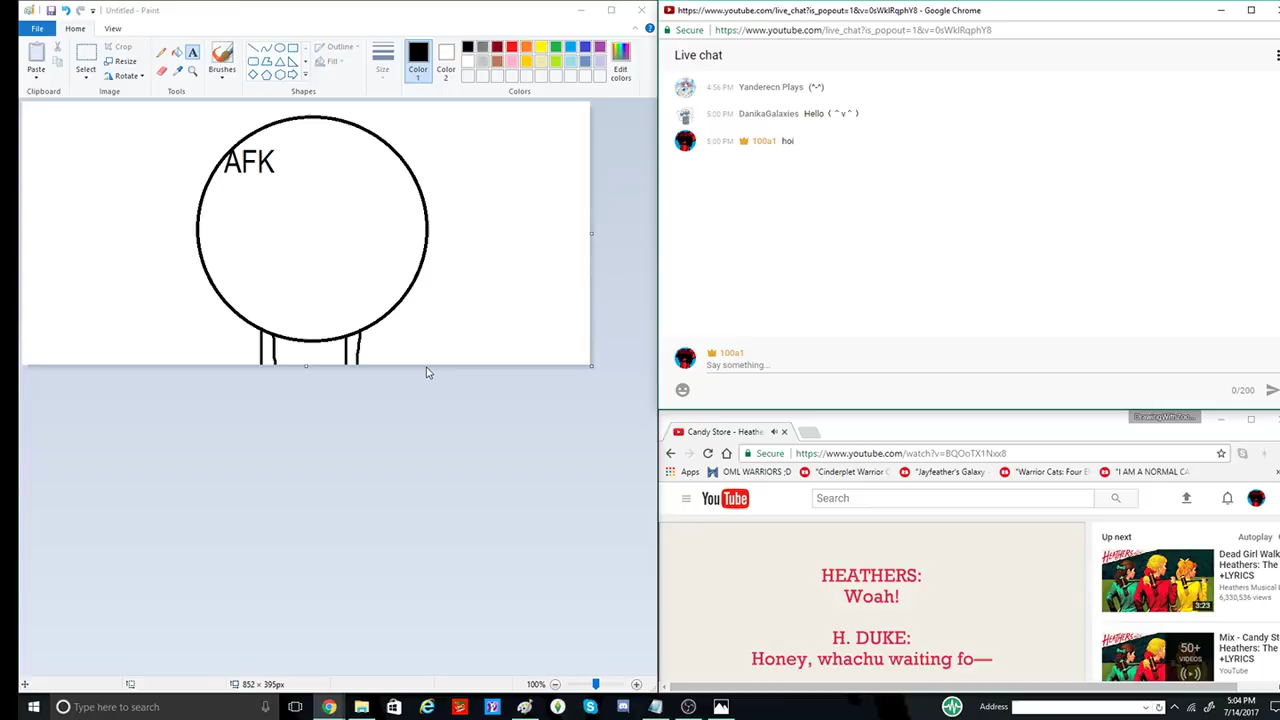 Untitled - Paint
File
Home
View
Paste
Clipboard
Select
Crop
Resize
Rotate
Image
A
Tools
Brushes
Outline
Fill
Shapes
Size
Color
1
Color
2
Edit
colors
Colors
AFK
100%
852 × 395px
https://www.youtube.com/live_chat?is_popout=1&v=0sWklRqphY8 - Google Chrome
Secure
https://www.youtube.com/live_chat?is_popout=1&v=0sWklRqphY8
Live chat
4:56 PM Yanderecn Plays (^-^)
5:00 PM DanikaGalaxies Hello ( ^ v ^ )
5:00 PM 100a1 hoi
100a1
Say something...
0/200
Candy Store - Heathe
Secure
https://www.youtube.com/watch?v=BQOoTX1Nxx8
Apps
OML WARRIORS ;D
"Cinderplet Warrior C
"Jayfeather's Galaxy -
"Warrior Cats: Four E
"I AM A NORMAL CA
YouTube
Search
HEATHERS:
Woah!
H. DUKE:
Honey, whachu waiting fo—
Up next
Autoplay
Dead Girl Walk
Heathers: The
+LYRICS
Heathers Musical
6,330,536 views
3:23
Mix - Candy St
Heathers: The
+LYRICS
YouTube
50+
VIDEOS
Type here to search
Address
5:04 PM
7/14/2017